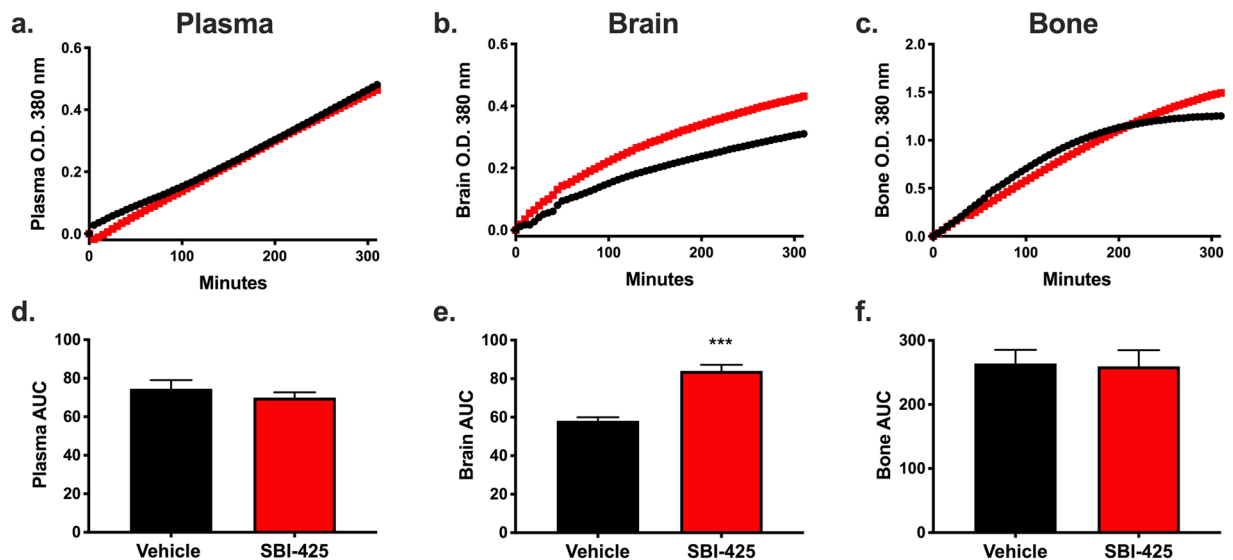 a. Plasma
Plasma O.D. 380 nm
0.6
0.4
0.2
0.0
0 100 200 300
Minutes
b. Brain
Brain O.D. 380 nm
0.6
0.4
0.2
0.0
0 100 200 300
Minutes
c. Bone
Bone O.D. 380 nm
2.0
1.5
1.0
0.5
0.0
0 100 200 300
Minutes
d.
Plasma AUC
100
80
60
40
20
0
Vehicle SBI-425
e.
Brain AUC
100
80
60
40
20
0
***
Vehicle SBI-425
f.
Bone AUC
300
200
100
0
Vehicle SBI-425